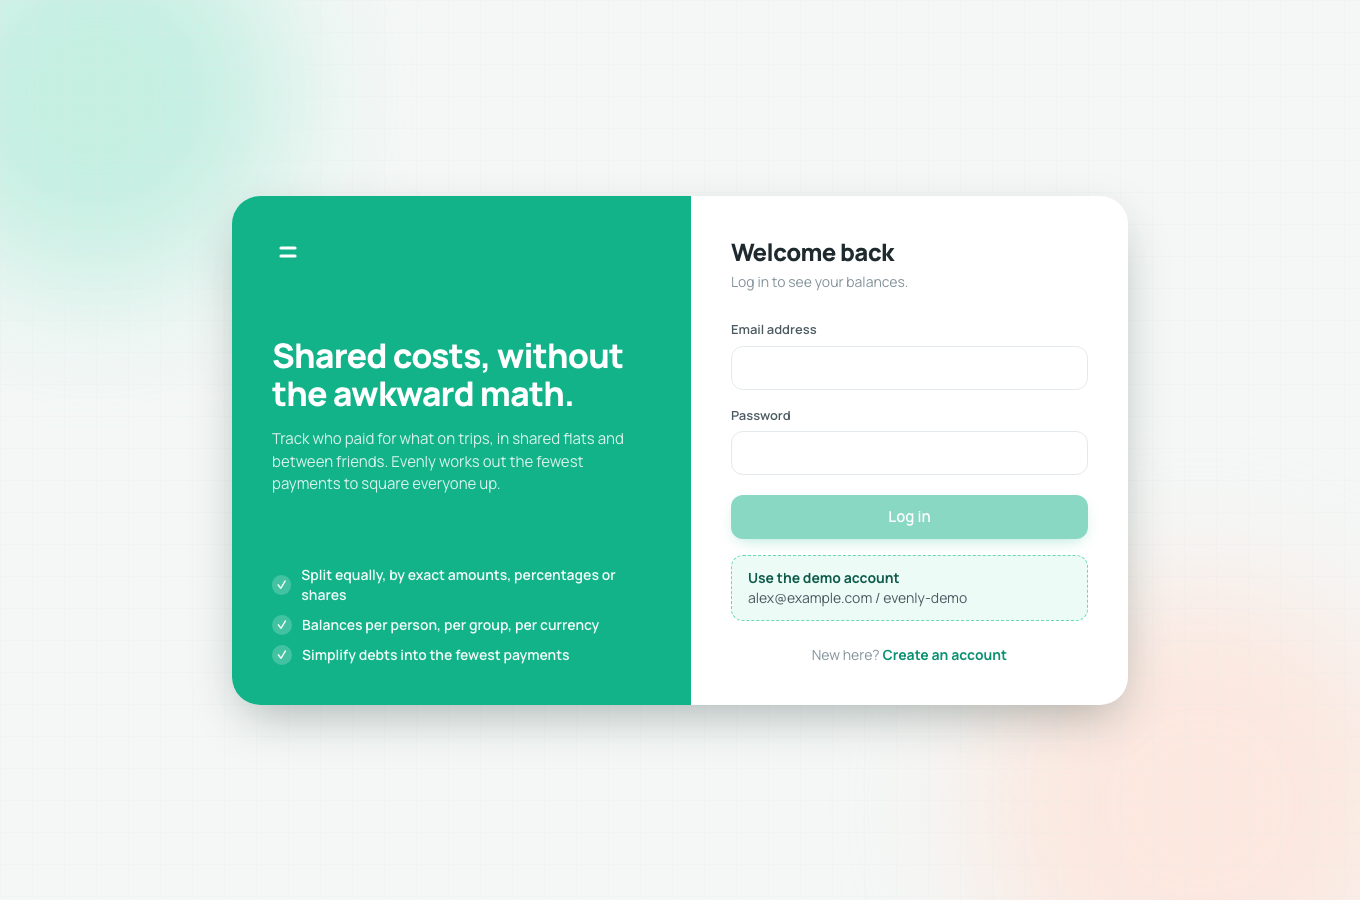 Shared costs, without
the awkward math.
Track who paid for what on trips, in shared flats and
between friends. Evenly works out the fewest
payments to square everyone up.
Split equally, by exact amounts, percentages or
shares
Balances per person, per group, per currency
Simplify debts into the fewest payments
Welcome back
Log in to see your balances.
Email address
Password
Log in
Use the demo account
alex@example.com / evenly-demo
New here? Create an account